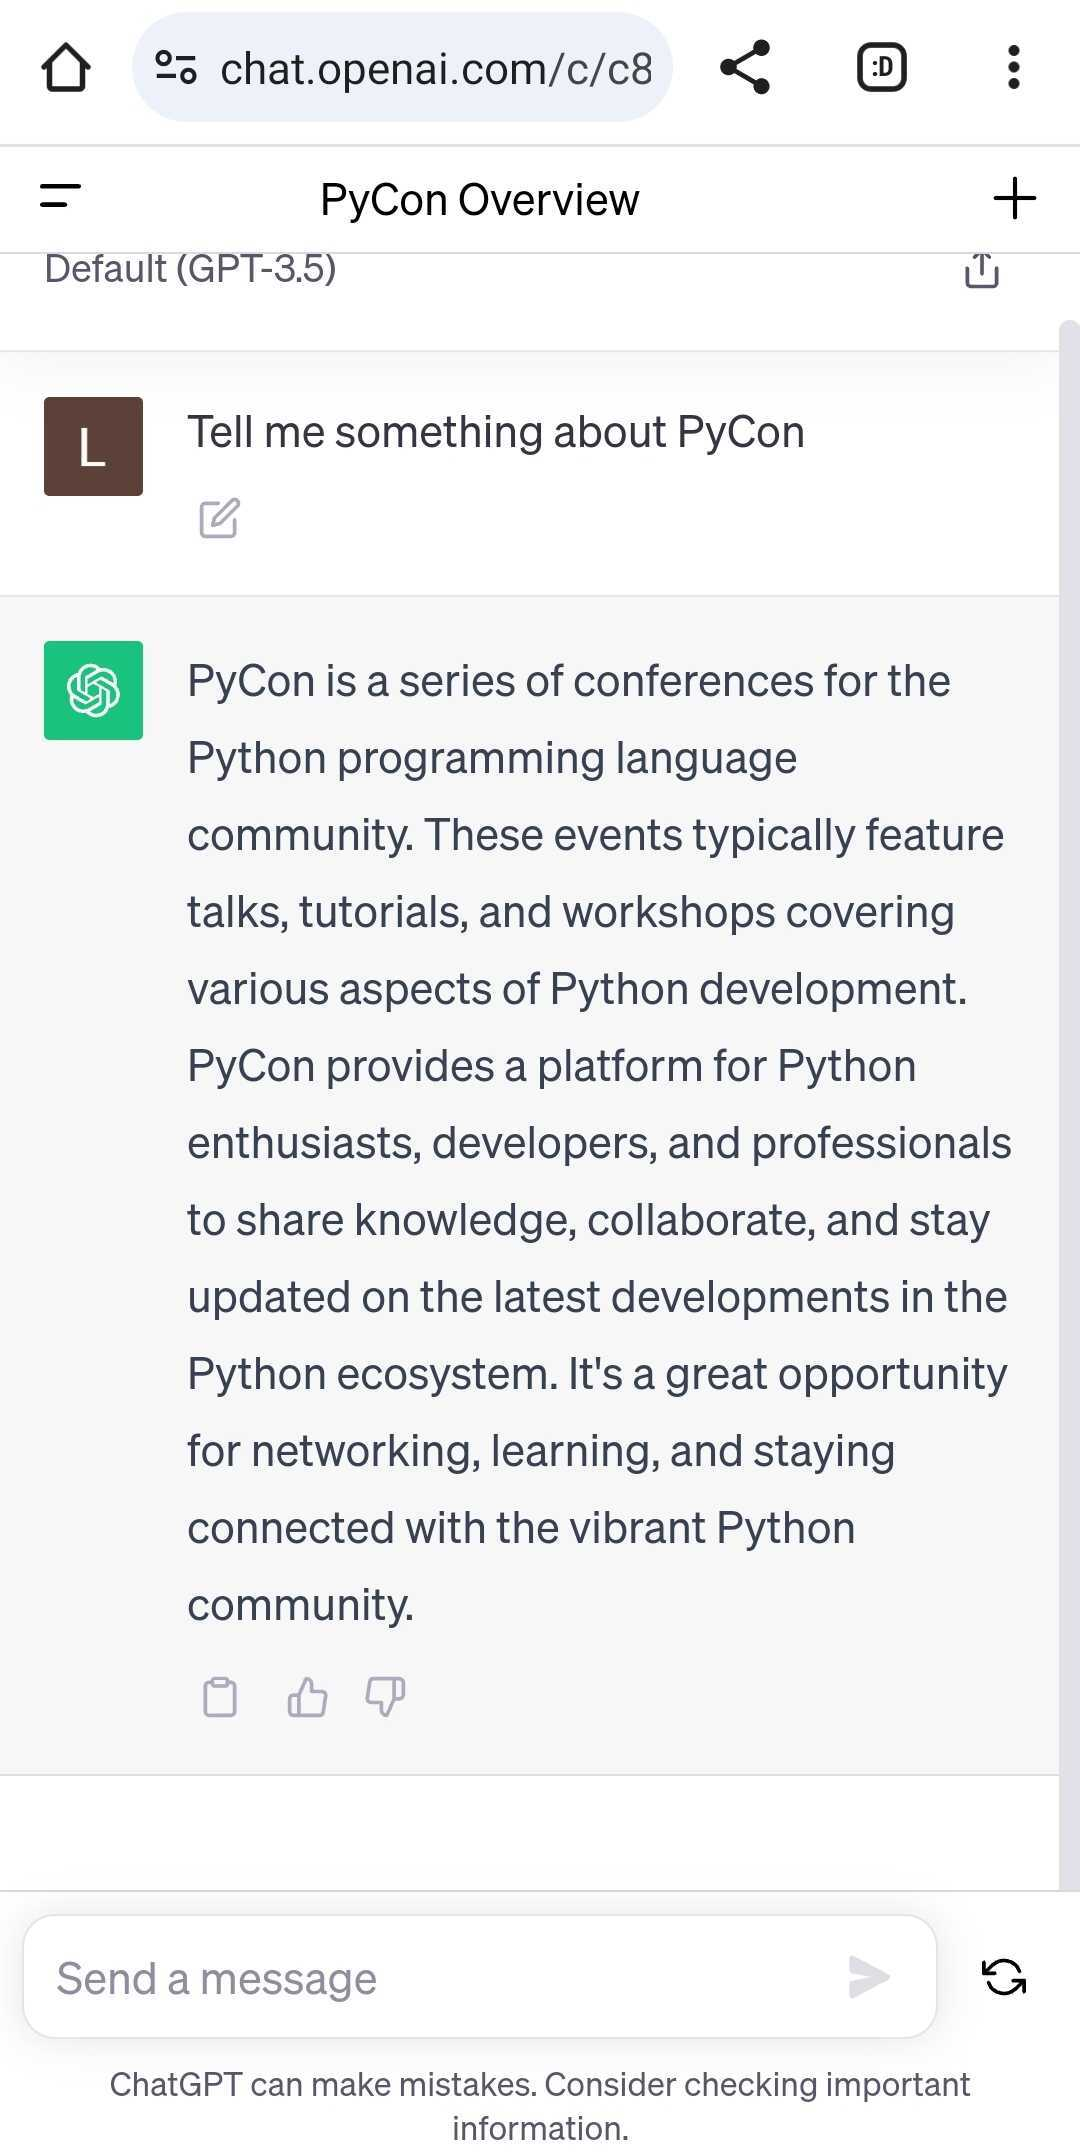 chat.openai.com/c/c8
:D
PyCon Overview
Default (GPT-3.5)
L
Tell me something about PyCon
PyCon is a series of conferences for the
Python programming language
community. These events typically feature
talks, tutorials, and workshops covering
various aspects of Python development.
PyCon provides a platform for Python
enthusiasts, developers, and professionals
to share knowledge, collaborate, and stay
updated on the latest developments in the
Python ecosystem. It's a great opportunity
for networking, learning, and staying
connected with the vibrant Python
community.
Send a message
ChatGPT can make mistakes. Consider checking important
information.